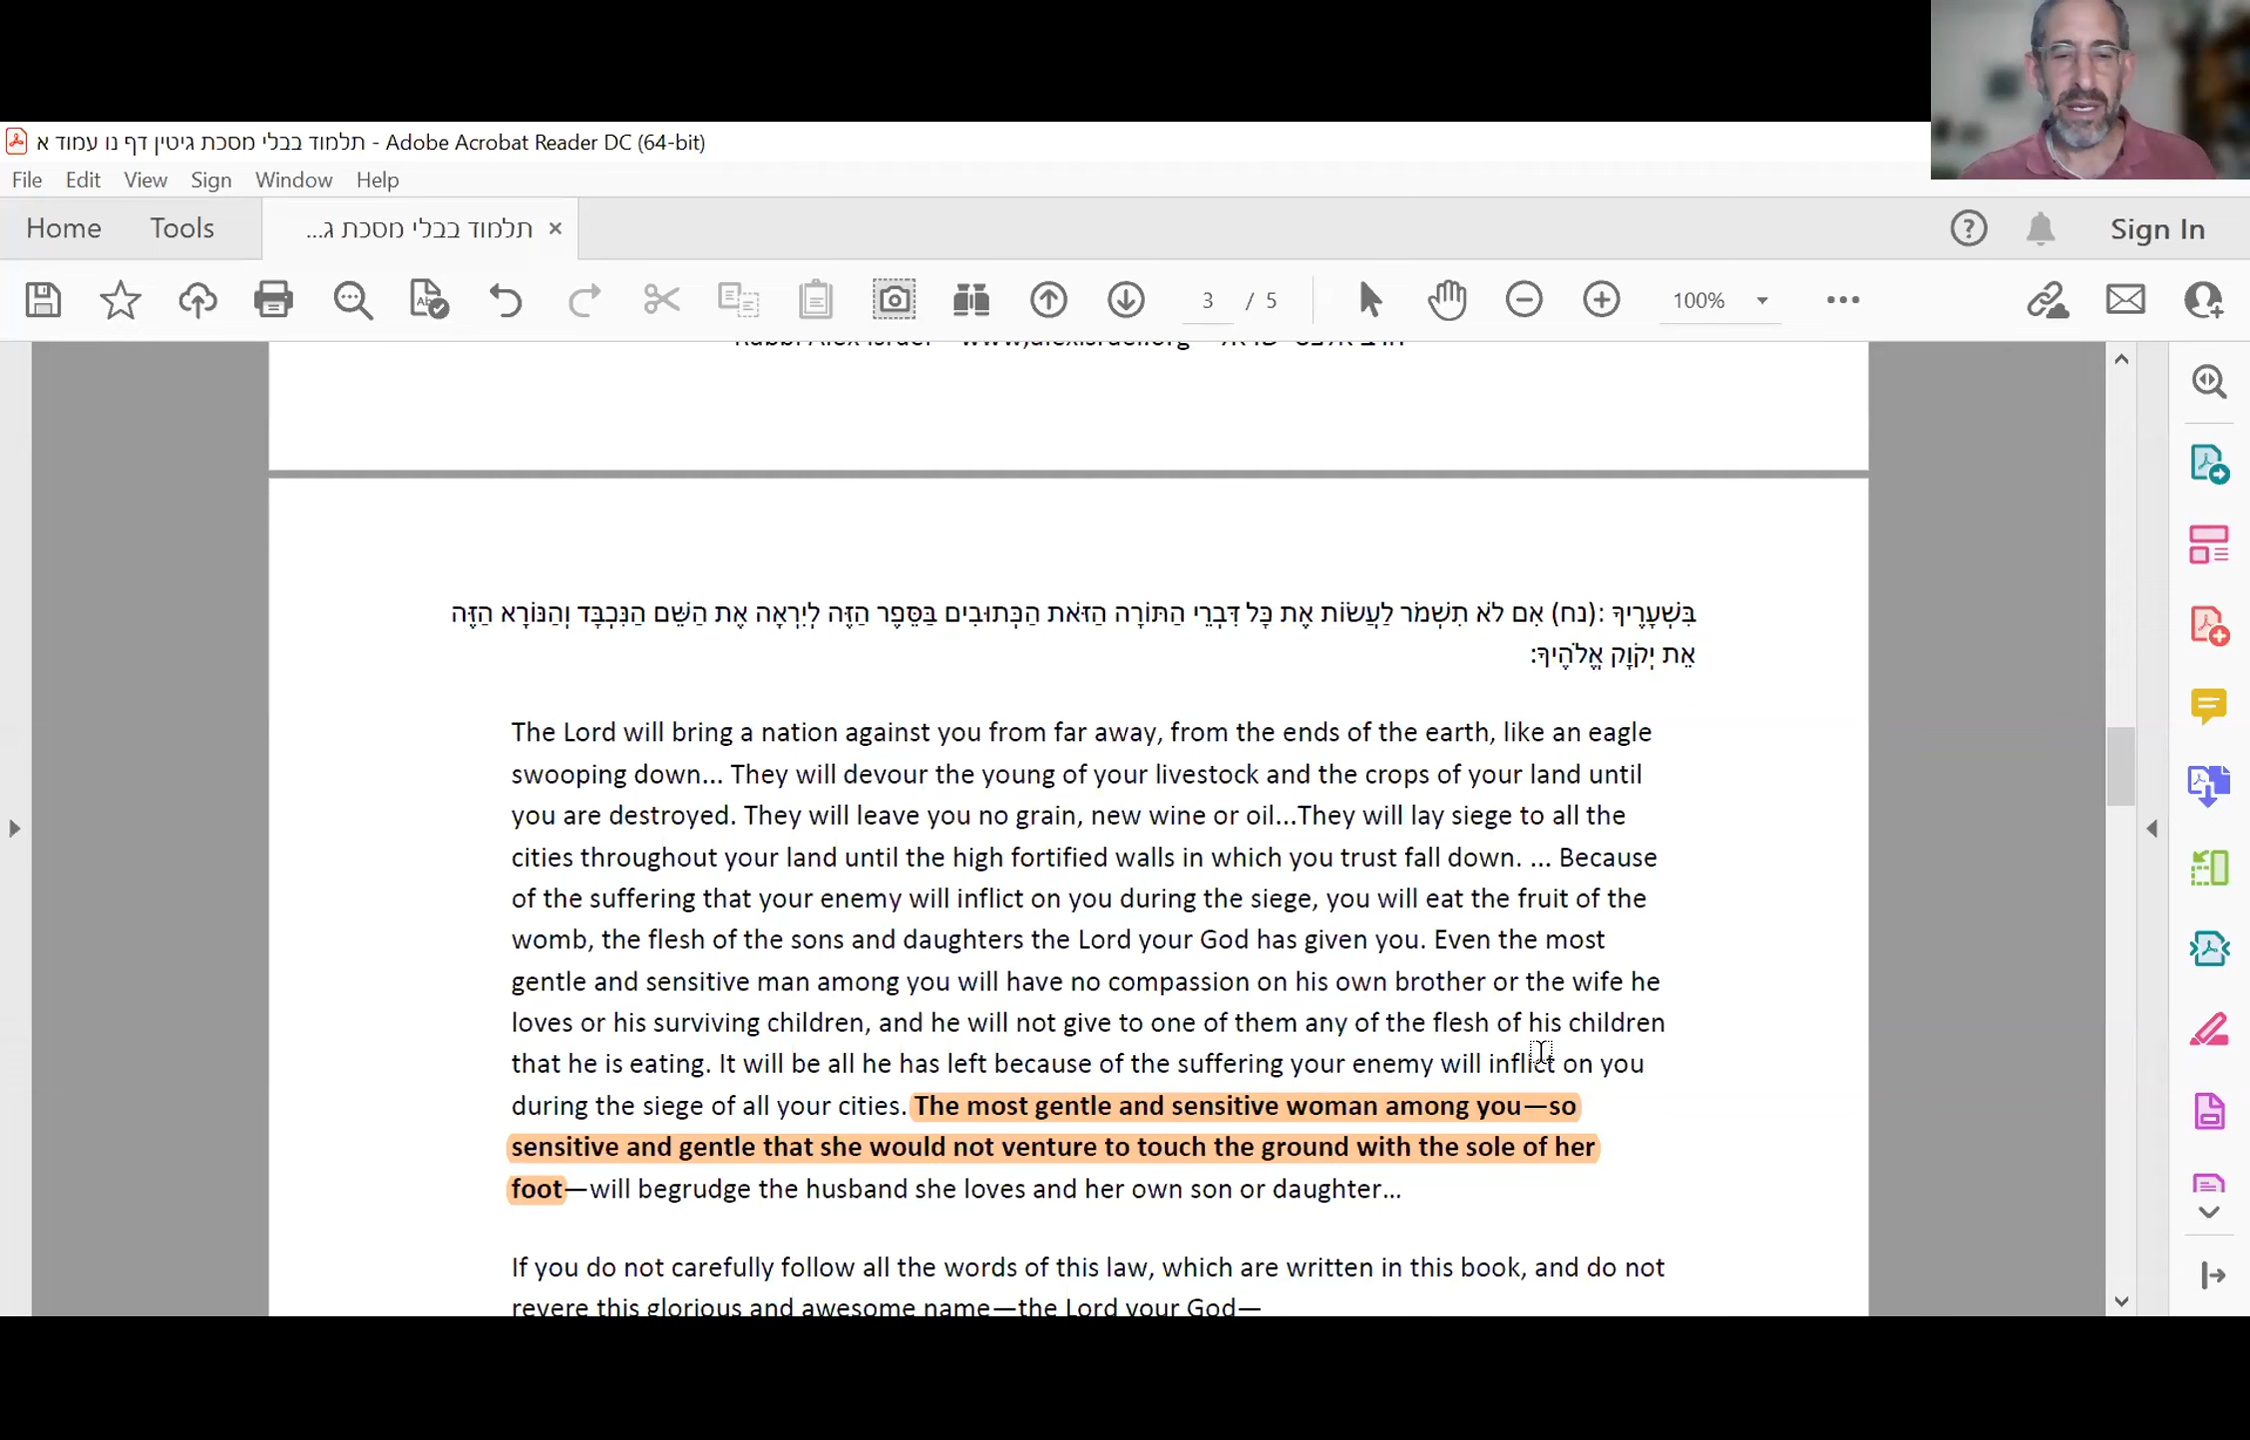 תלמוד בבלי מסכת גיטין דף נו עמוד א - Adobe Acrobat Reader DC (64-bit)
File Edit View Sign Window Help
Home Tools תלמוד בבלי מסכת ג... × Sign In
3 / 5 100%
Rabbi Alex Israel www.alexisrael.org הרב אלכס ישראל
בִּשְׁעָרֶיךָ :(נח) אִם לֹא תִשְׁמֹר לַעֲשׂוֹת אֶת כָּל דִּבְרֵי הַתּוֹרָה הַזֹּאת הַכְּתוּבִים בַּסֵּפֶר הַזֶּה לְיִרְאָה אֶת הַשֵּׁם הַנִּכְבָּד וְהַנּוֹרָא הַזֶּה
אֵת יְקֹוָק אֱלֹהֶיךָ:
The Lord will bring a nation against you from far away, from the ends of the earth, like an eagle
swooping down... They will devour the young of your livestock and the crops of your land until
you are destroyed. They will leave you no grain, new wine or oil...They will lay siege to all the
cities throughout your land until the high fortified walls in which you trust fall down. ... Because
of the suffering that your enemy will inflict on you during the siege, you will eat the fruit of the
womb, the flesh of the sons and daughters the Lord your God has given you. Even the most
gentle and sensitive man among you will have no compassion on his own brother or the wife he
loves or his surviving children, and he will not give to one of them any of the flesh of his children
that he is eating. It will be all he has left because of the suffering your enemy will inflict on you
during the siege of all your cities. The most gentle and sensitive woman among you—so
sensitive and gentle that she would not venture to touch the ground with the sole of her
foot—will begrudge the husband she loves and her own son or daughter...
If you do not carefully follow all the words of this law, which are written in this book, and do not
revere this glorious and awesome name—the Lord your God—